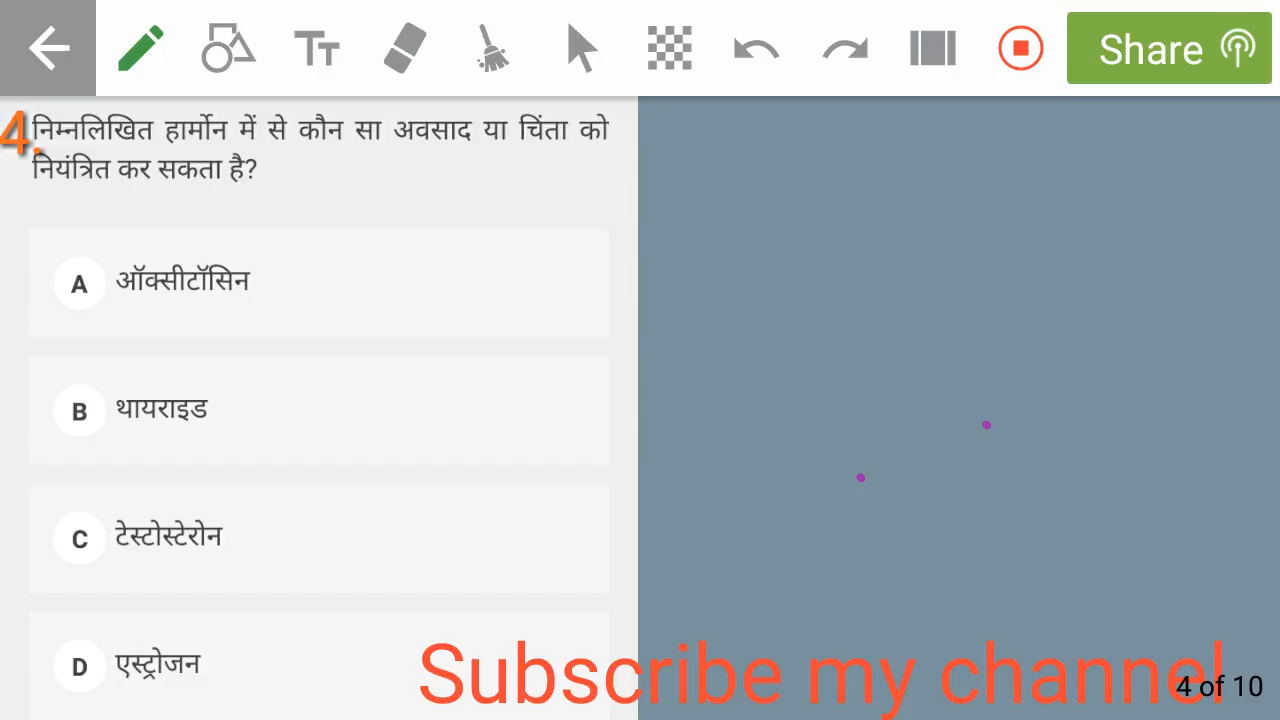 Share
4.
निम्नलिखित हार्मोन में से कौन सा अवसाद या चिंता को
नियंत्रित कर सकता है?
A ऑक्सीटॉसिन
B थायराइड
C टेस्टोस्टेरोन
D एस्ट्रोजन
Subscribe my channel
4 of 10